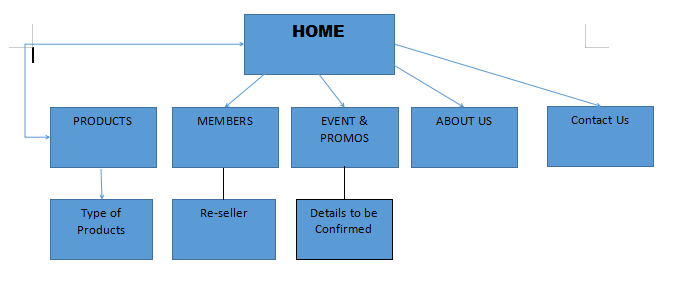 HOME
PRODUCTS
MEMBERS
EVENT &
PROMOS
ABOUT US
Contact Us
Type of
Products
Re-seller
Details to be
Confirmed